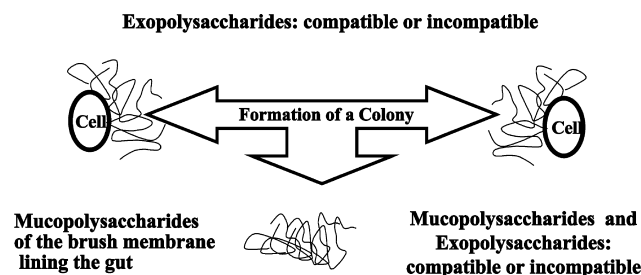 Exopolysaccharides: compatible or incompatible
Cell
Formation of a Colony
Cell
Mucopolysaccharides
of the brush membrane
lining the gut
Mucopolysaccharides and
Exopolysaccharides:
compatible or incompatible